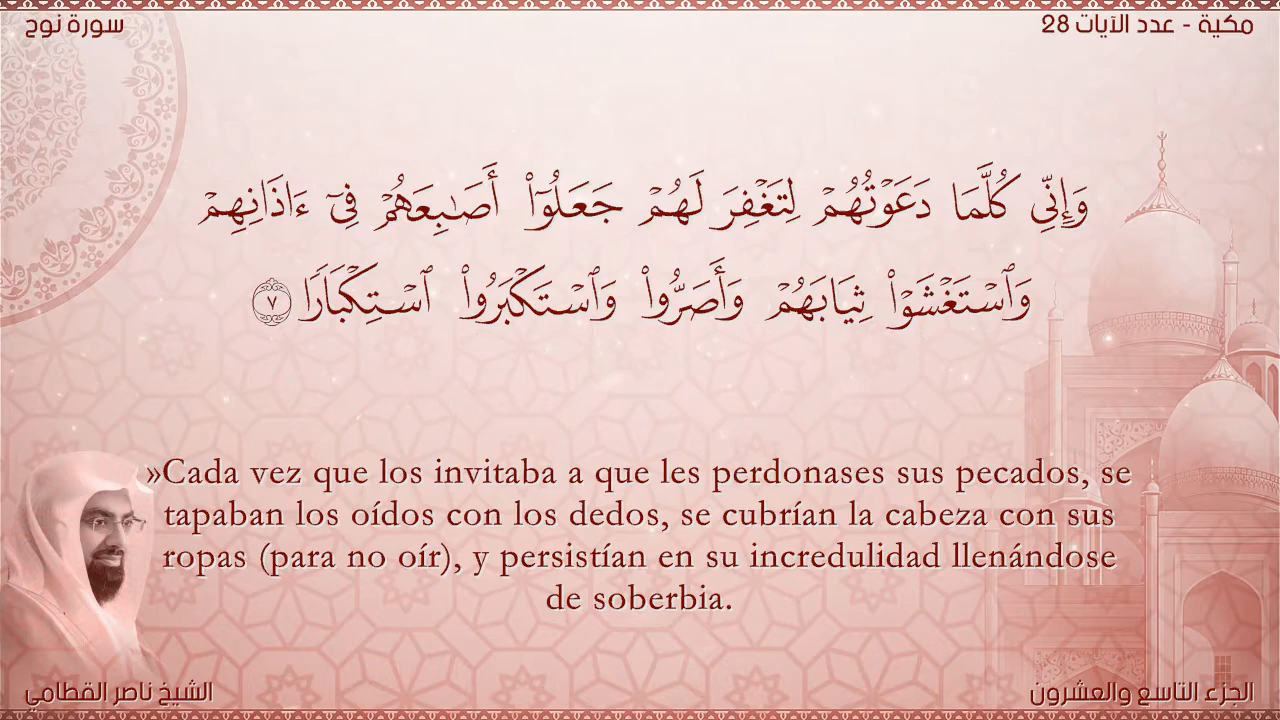 مكية - عدد الآيات 28
سورة نوح
وَإِنِّي كُلَّمَا دَعَوْتُهُمْ لِتَغْفِرَ لَهُمْ جَعَلُوٓا۟ أَصَـٰبِعَهُمْ فِىٓ ءَاذَانِهِمْ
وَٱسْتَغْشَوْا۟ ثِيَابَهُمْ وَأَصَرُّوا۟ وَٱسْتَكْبَرُوا۟ ٱسْتِكْبَارًا ٧
»Cada vez que los invitaba a que les perdonases sus pecados, se
tapaban los oídos con los dedos, se cubrían la cabeza con sus
ropas (para no oír), y persistían en su incredulidad llenándose
de soberbia.
الجزء التاسع والعشرون
الشيخ ناصر القطامي